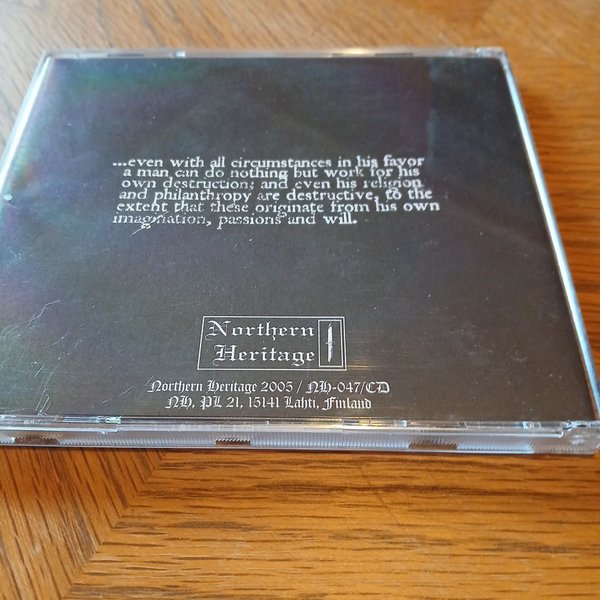 ...even with all circumstances in his favor
a man can do nothing but work for his
own destruction; and even his religion
and philanthropy are destructive, to the
extent that these originate from his own
imagination, passions and will.
Northern
Heritage
Northern Heritage 2005 / NH-047/CD
NH, PL 21, 15141 Lahti, Finland